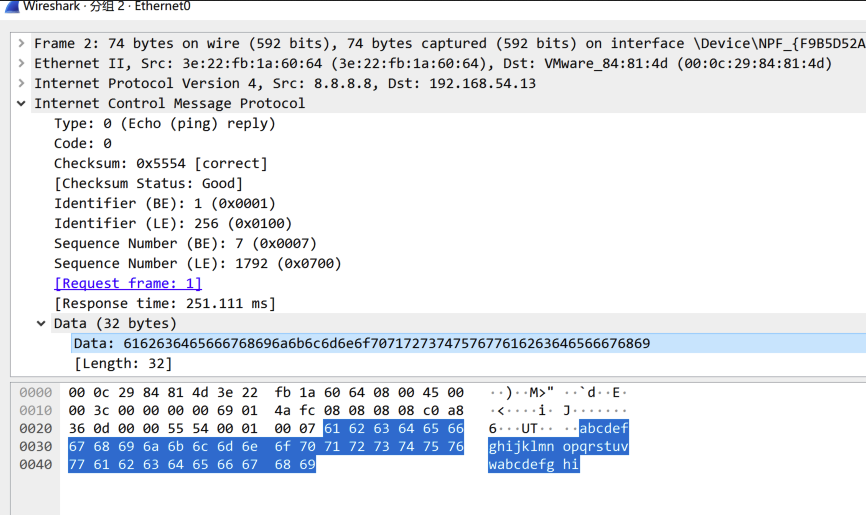 Wireshark · 分组 2 · Ethernet0
Frame 2: 74 bytes on wire (592 bits), 74 bytes captured (592 bits) on interface \Device\NPF_{F9B5D52A
Ethernet II, Src: 3e:22:fb:1a:60:64 (3e:22:fb:1a:60:64), Dst: VMware_84:81:4d (00:0c:29:84:81:4d)
Internet Protocol Version 4, Src: 8.8.8.8, Dst: 192.168.54.13
Internet Control Message Protocol
Type: 0 (Echo (ping) reply)
Code: 0
Checksum: 0x5554 [correct]
[Checksum Status: Good]
Identifier (BE): 1 (0x0001)
Identifier (LE): 256 (0x0100)
Sequence Number (BE): 7 (0x0007)
Sequence Number (LE): 1792 (0x0700)
[Request frame: 1]
[Response time: 251.111 ms]
Data (32 bytes)
Data: 6162636465666768696a6b6c6d6e6f7071727374757677616263646566676869
[Length: 32]
0000 00 0c 29 84 81 4d 3e 22 fb 1a 60 64 08 00 45 00 ··)··M>" ··`d··E·
0010 00 3c 00 00 00 00 69 01 4a fc 08 08 08 08 c0 a8 ·<····i· J·······
0020 36 0d 00 00 55 54 00 01 00 07 61 62 63 64 65 66 6···UT·· ··abcdef
0030 67 68 69 6a 6b 6c 6d 6e 6f 70 71 72 73 74 75 76 ghijklmn opqrstuv
0040 77 61 62 63 64 65 66 67 68 69 wabcdefg hi